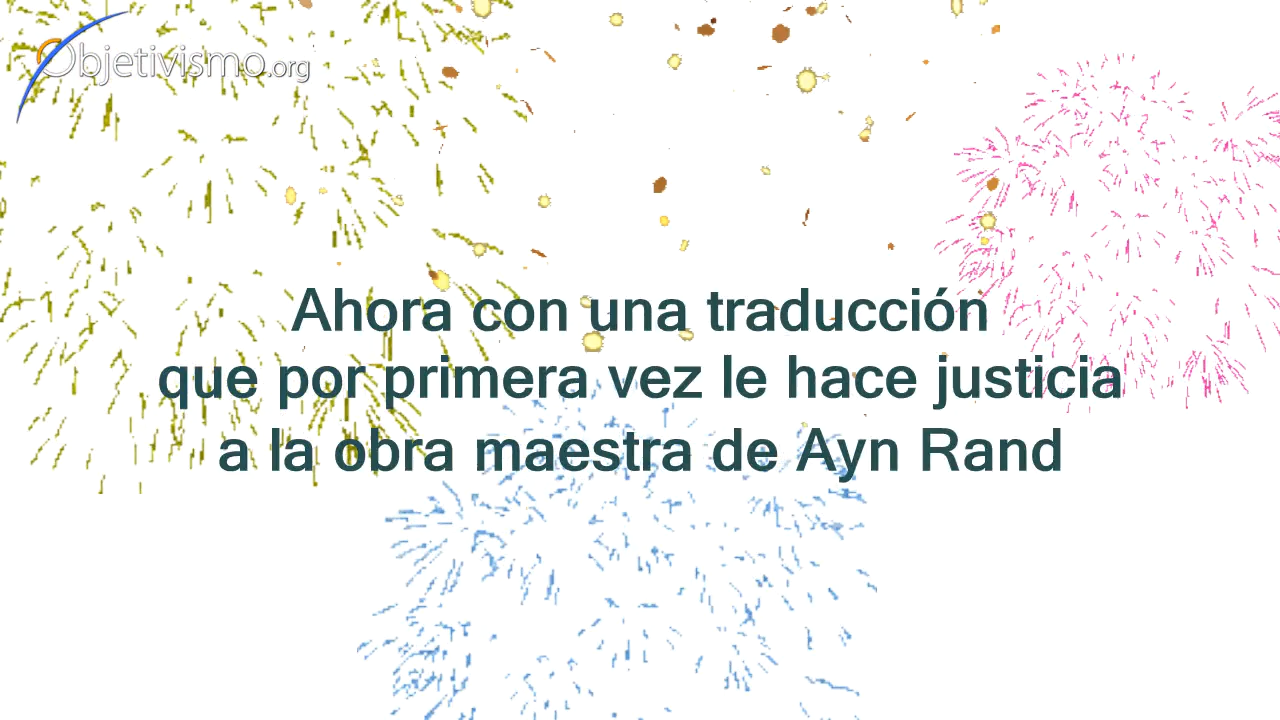 Objetivismo.org
Ahora con una traducción
que por primera vez le hace justicia
a la obra maestra de Ayn Rand